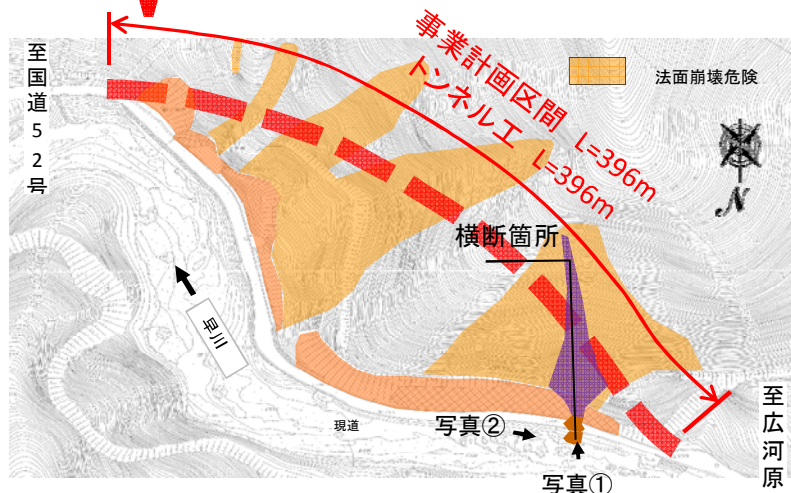 至国道52号
事業計画区間 L=396m
トンネル工 L=396m
法面崩壊危険
N
横断箇所
早川
現道
写真②
写真①
至広河原